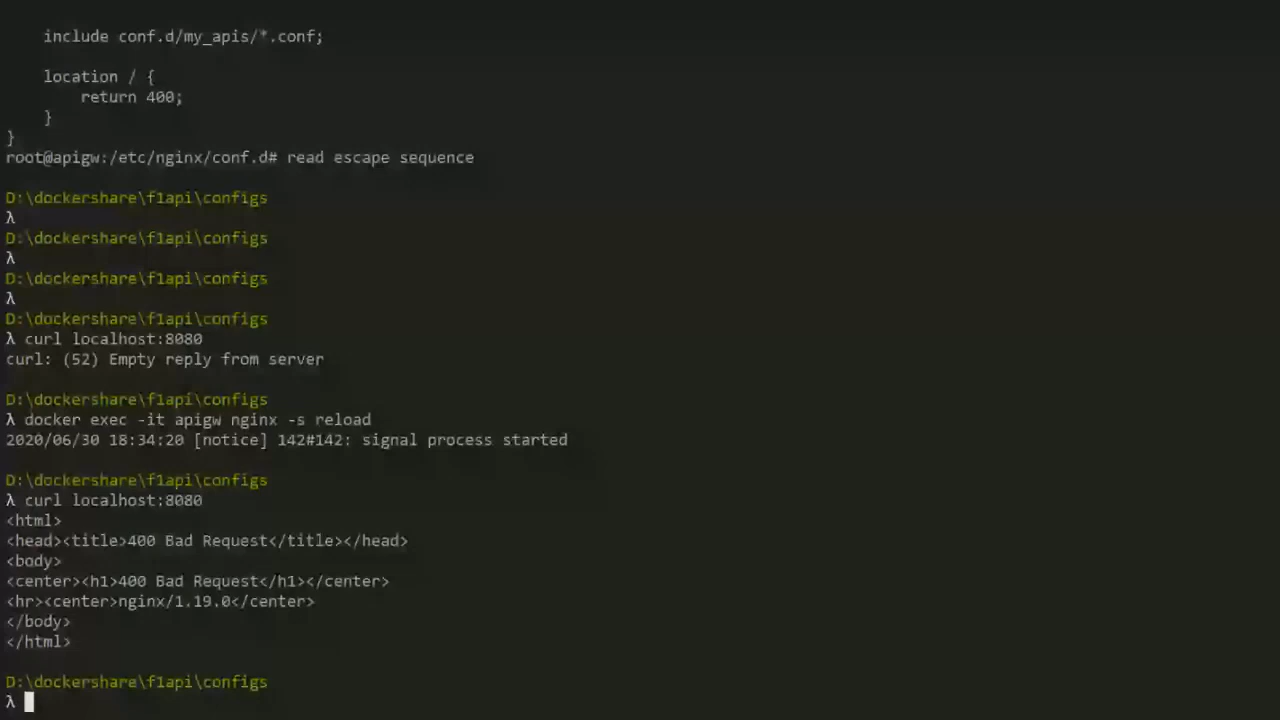 include conf.d/my_apis/*.conf;
location / {
return 400;
}
}
root@apigw:/etc/nginx/conf.d# read escape sequence
D:\dockershare\f1api\configs
λ
D:\dockershare\f1api\configs
λ
D:\dockershare\f1api\configs
λ
D:\dockershare\f1api\configs
λ curl localhost:8080
curl: (52) Empty reply from server
D:\dockershare\f1api\configs
λ docker exec -it apigw nginx -s reload
2020/06/30 18:34:20 [notice] 142#142: signal process started
D:\dockershare\f1api\configs
λ curl localhost:8080
<html>
<head><title>400 Bad Request</title></head>
<body>
<center><h1>400 Bad Request</h1></center>
<hr><center>nginx/1.19.0</center>
</body>
</html>
D:\dockershare\f1api\configs
λ